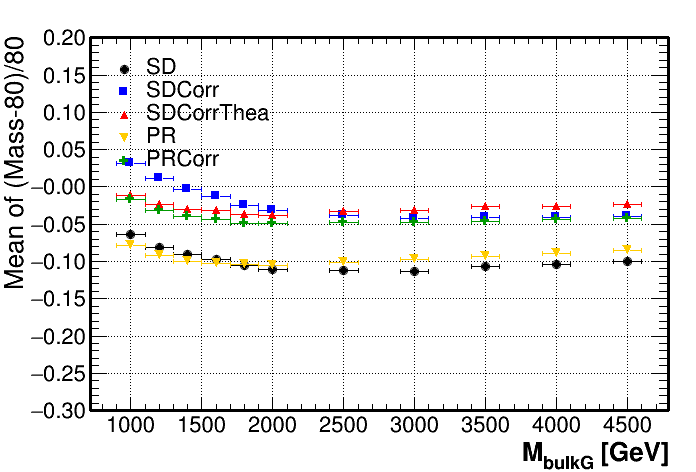 Mean of (Mass-80)/80
0.20
0.15
0.10
0.05
−0.00
−0.05
−0.10
−0.15
−0.20
−0.25
−0.30
SD
SDCorr
SDCorrThea
PR
PRCorr
1000 1500 2000 2500 3000 3500 4000 4500
M_bulkG [GeV]